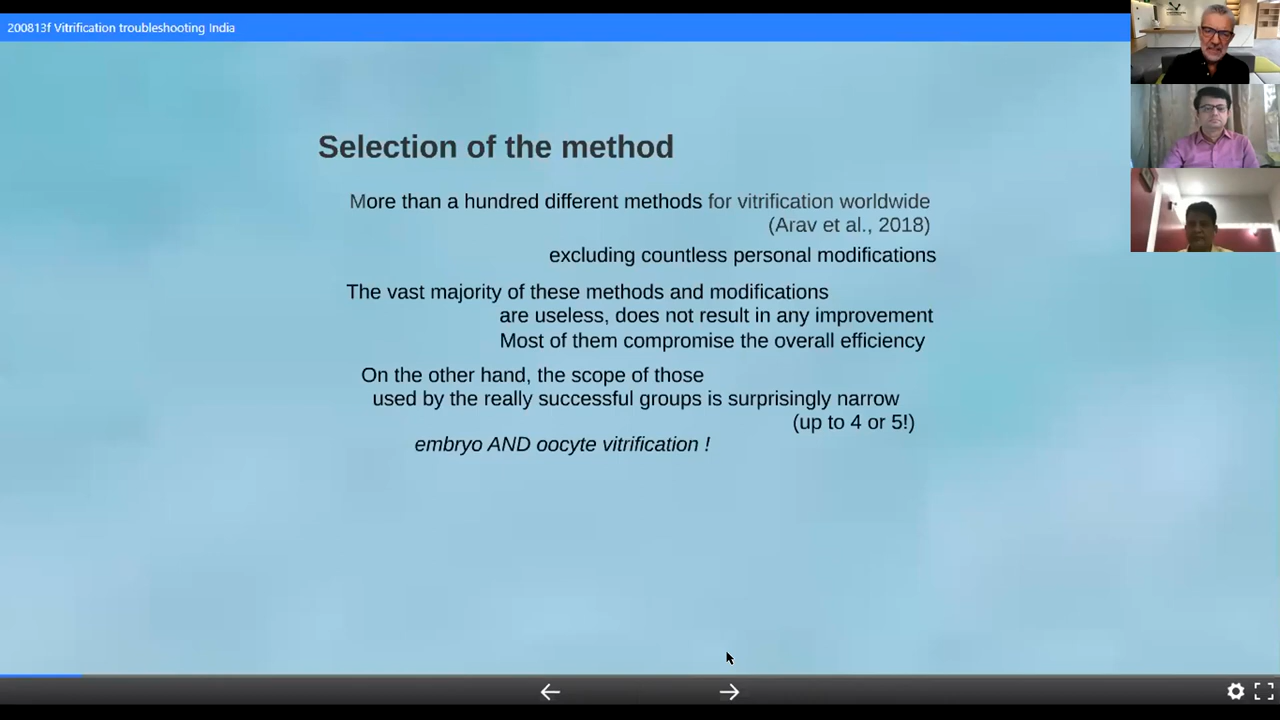 200813f Vitrification troubleshooting India
Selection of the method
More than a hundred different methods for vitrification worldwide
(Arav et al., 2018)
excluding countless personal modifications
The vast majority of these methods and modifications
are useless, does not result in any improvement
Most of them compromise the overall efficiency
On the other hand, the scope of those
used by the really successful groups is surprisingly narrow
(up to 4 or 5!)
embryo AND oocyte vitrification !